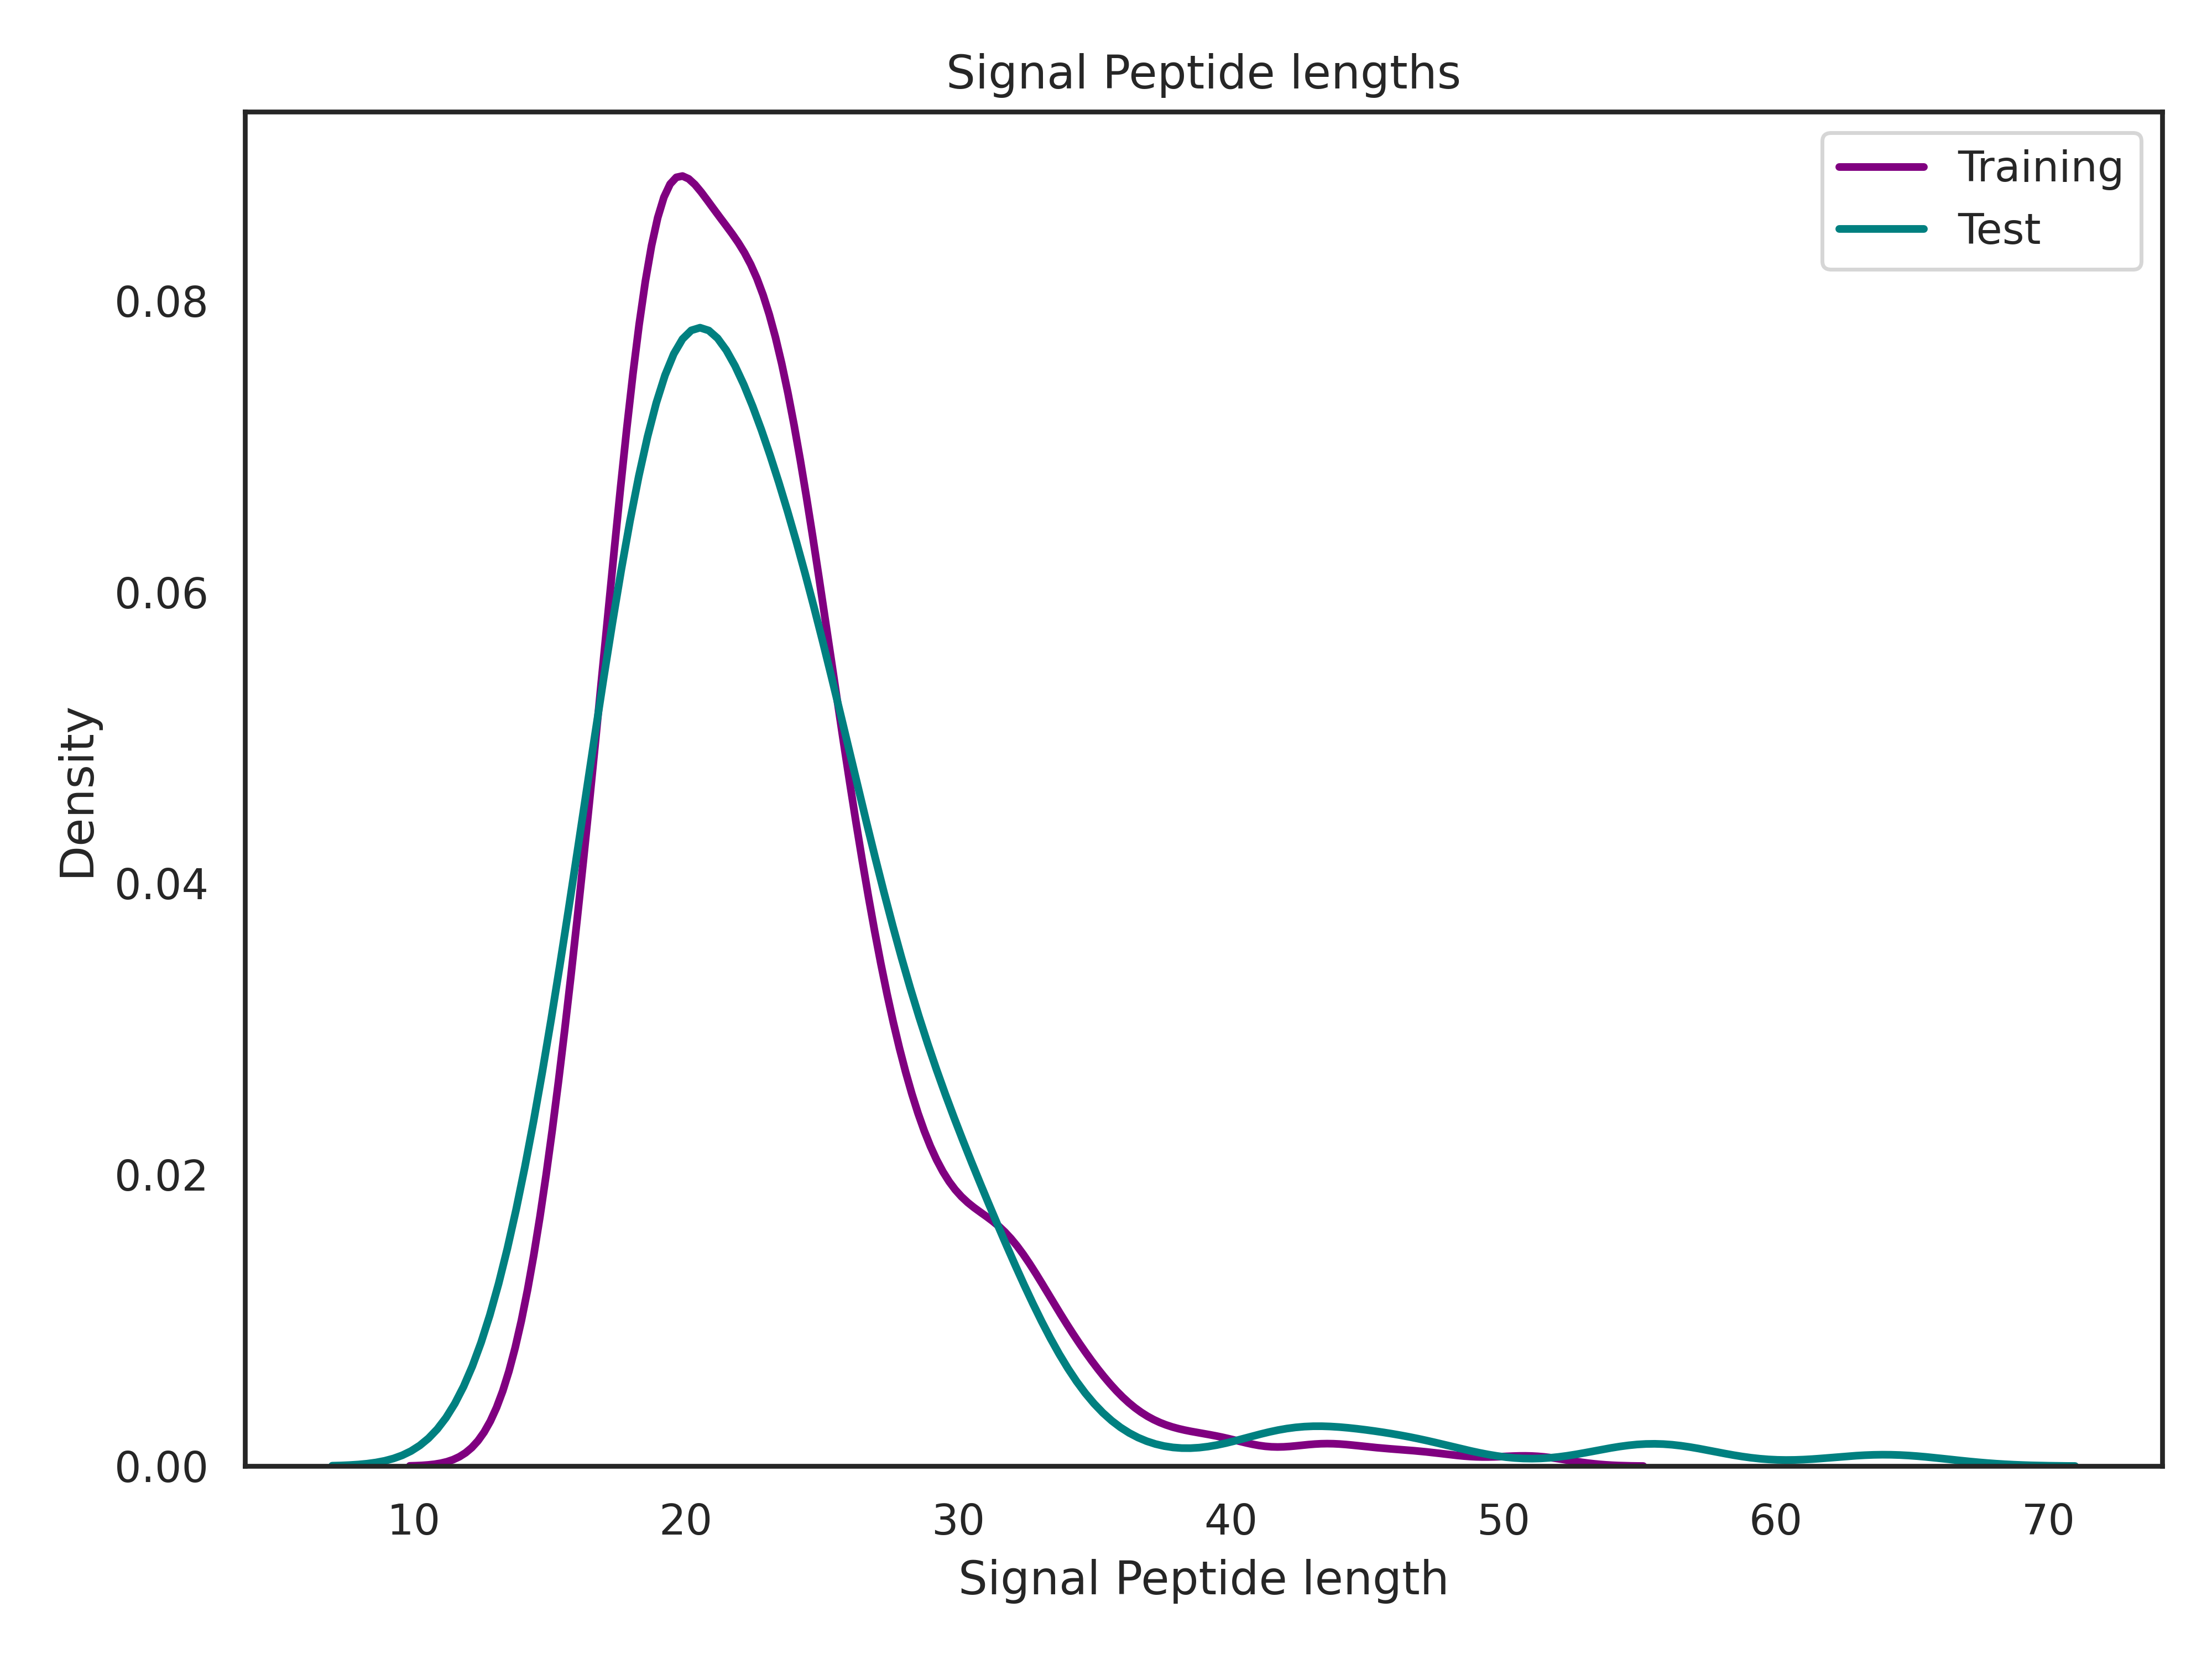 Signal Peptide lengths
Training
Test
Density
0.08
0.06
0.04
0.02
0.00
10 20 30 40 50 60 70
Signal Peptide length